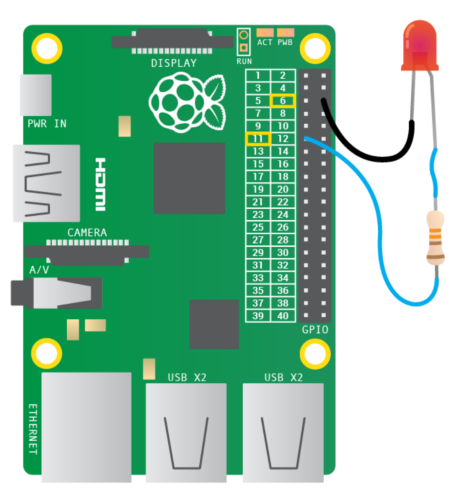 ACT PWB
RUN
DISPLAY
1 2
3 4
5 6
7 8
9 10
11 12
13 14
15 16
17 18
19 20
21 22
23 24
25 26
27 28
29 30
31 32
33 34
35 36
37 38
39 40
PWR IN
HDMI
CAMERA
A/V
GPIO
USB X2
USB X2
ETHERNET